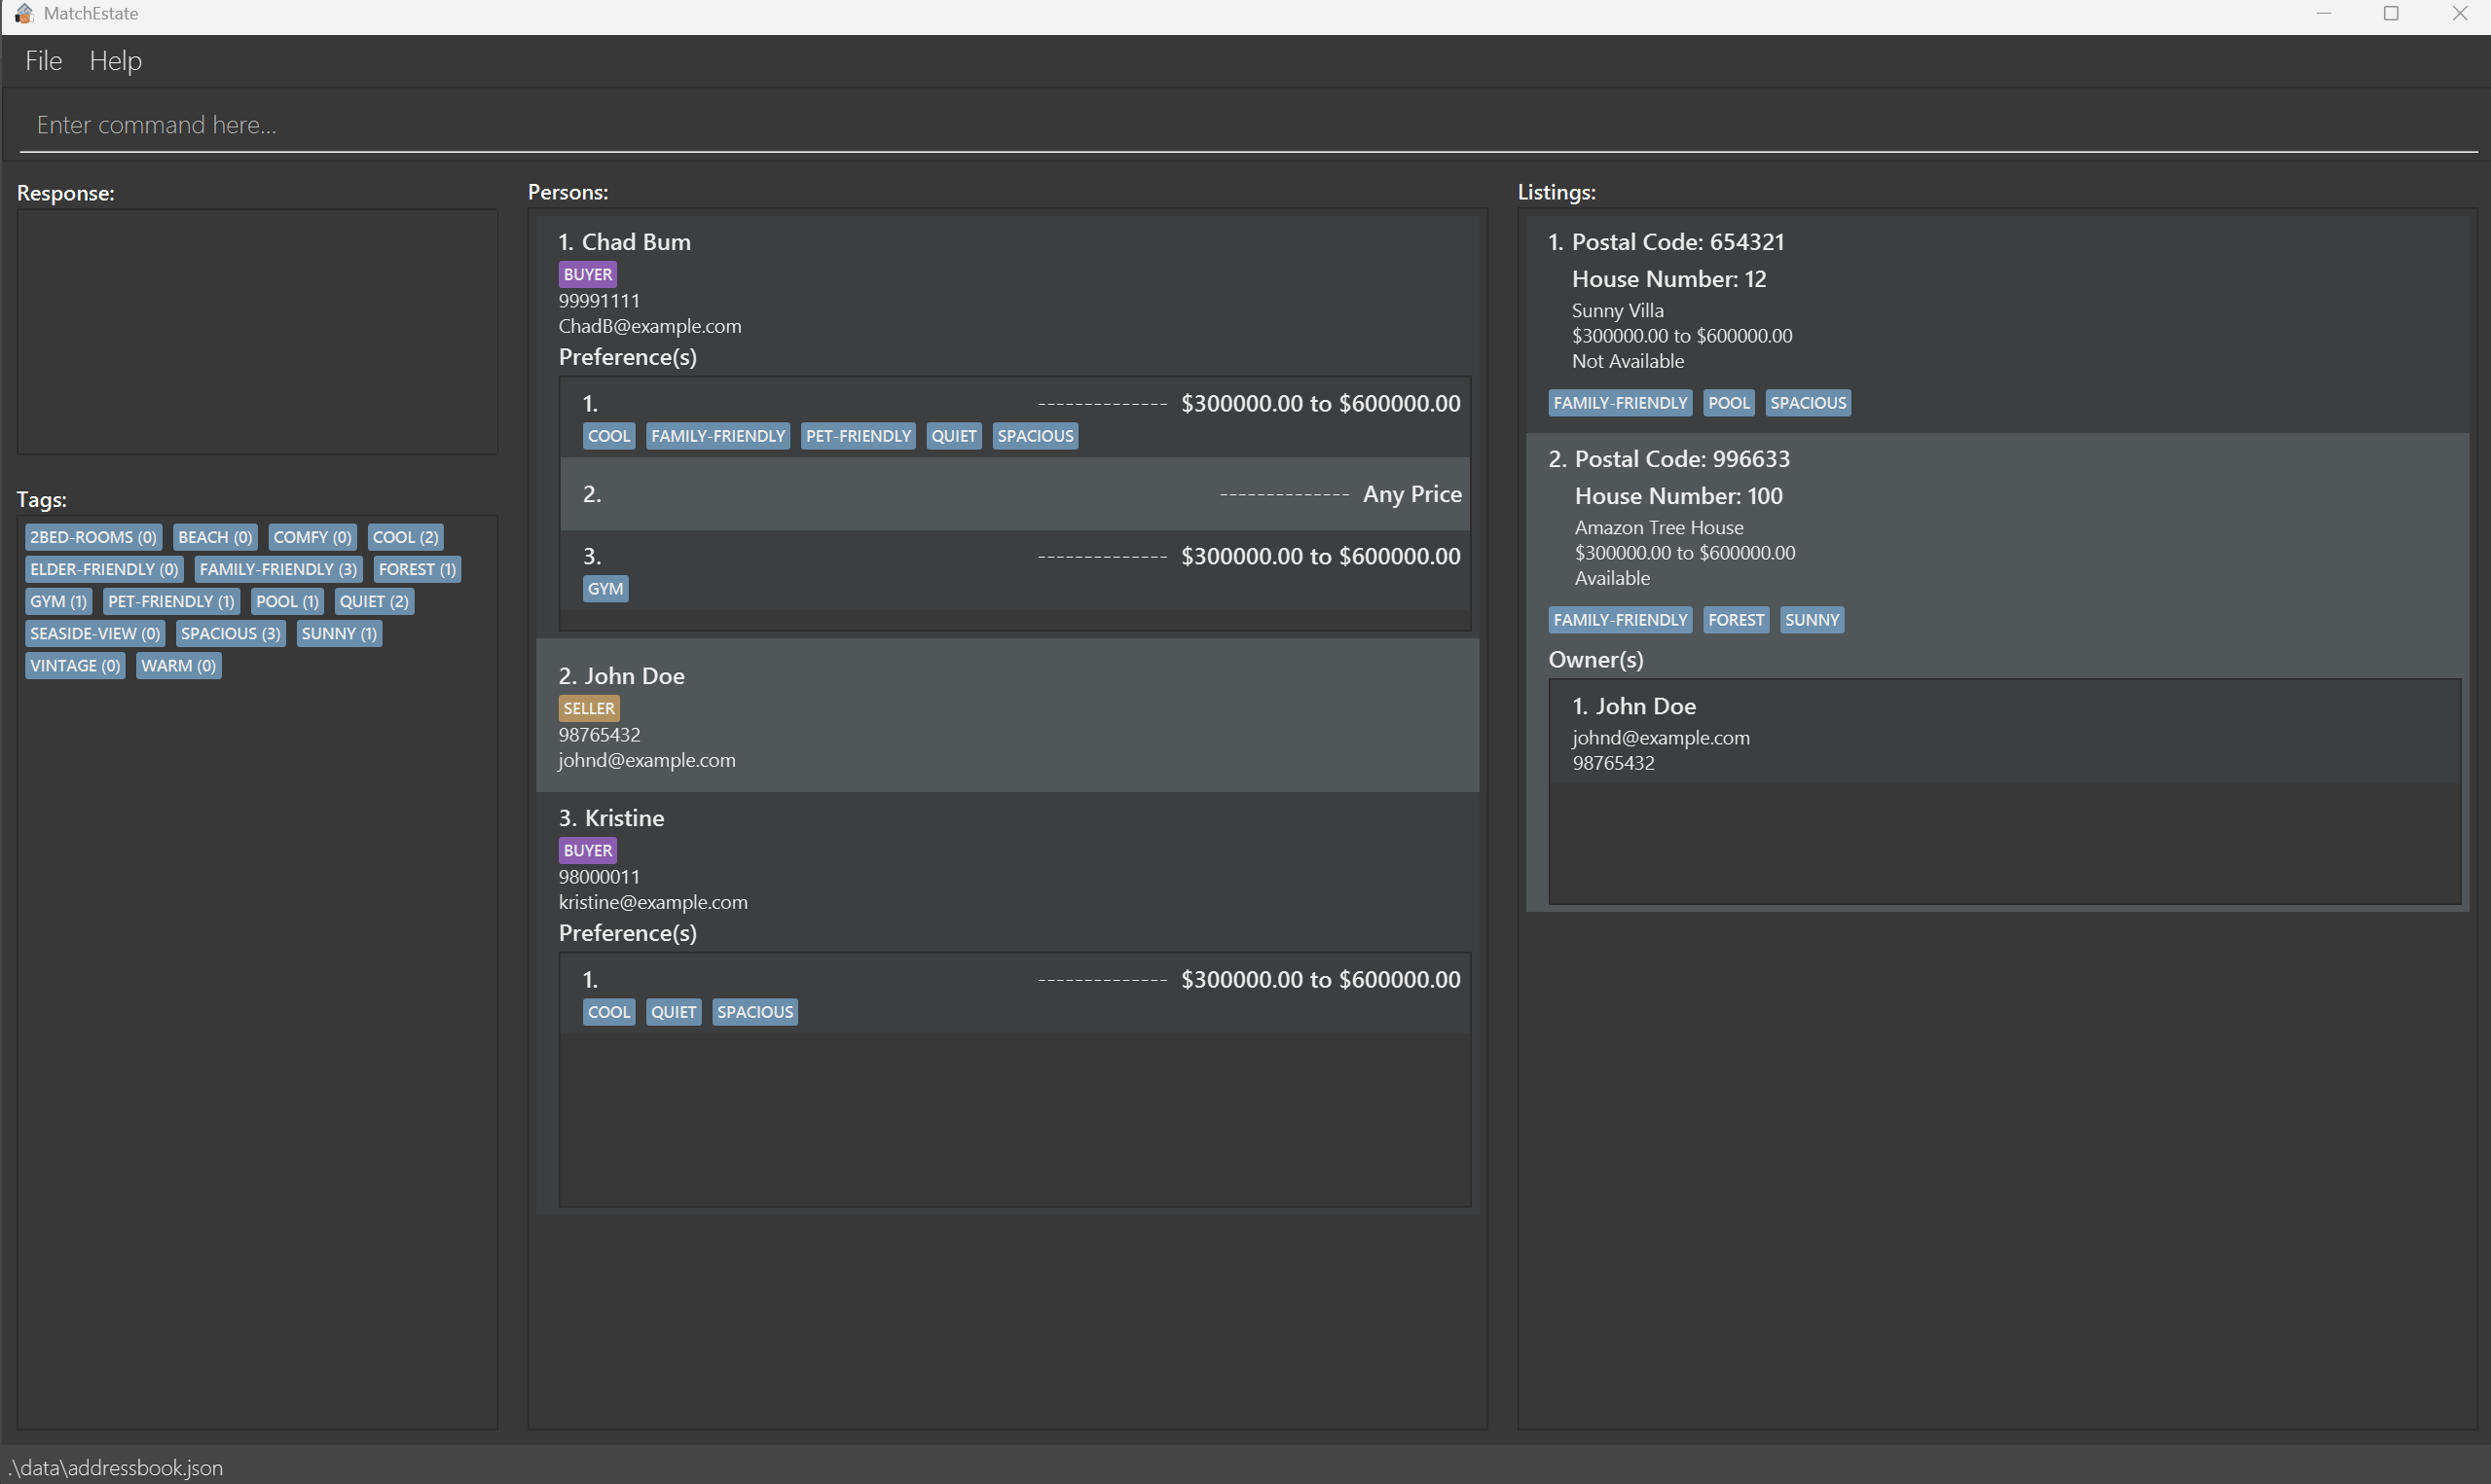 MatchEstate
File Help
Enter command here...
Response:
Tags:
2BED-ROOMS (0) BEACH (0) COMFY (0) COOL (2)
ELDER-FRIENDLY (0) FAMILY-FRIENDLY (3) FOREST (1)
GYM (1) PET-FRIENDLY (1) POOL (1) QUIET (2)
SEASIDE-VIEW (0) SPACIOUS (3) SUNNY (1)
VINTAGE (0) WARM (0)
Persons:
1. Chad Bum
BUYER
99991111
ChadB@example.com
Preference(s)
1. -------------- $300000.00 to $600000.00
COOL FAMILY-FRIENDLY PET-FRIENDLY QUIET SPACIOUS
2. -------------- Any Price
3. -------------- $300000.00 to $600000.00
GYM
2. John Doe
SELLER
98765432
johnd@example.com
3. Kristine
BUYER
98000011
kristine@example.com
Preference(s)
1. -------------- $300000.00 to $600000.00
COOL QUIET SPACIOUS
Listings:
1. Postal Code: 654321
House Number: 12
Sunny Villa
$300000.00 to $600000.00
Not Available
FAMILY-FRIENDLY POOL SPACIOUS
2. Postal Code: 996633
House Number: 100
Amazon Tree House
$300000.00 to $600000.00
Available
FAMILY-FRIENDLY FOREST SUNNY
Owner(s)
1. John Doe
johnd@example.com
98765432
.\data\addressbook.json